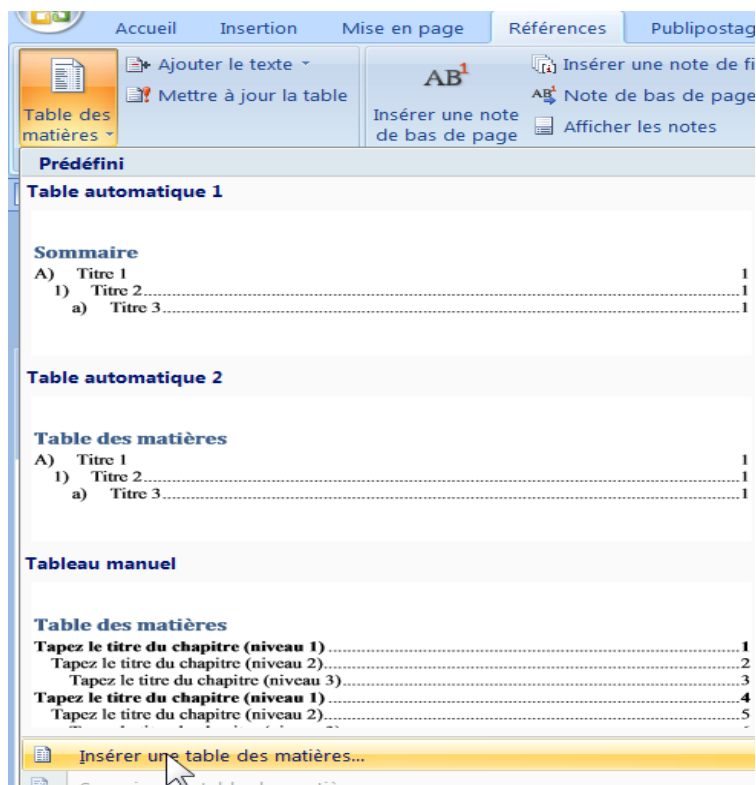 Accueil Insertion Mise en page Références Publipostag
Ajouter le texte
Mettre à jour la table
Table des
matières
AB1
Insérer une note
de bas de page
Insérer une note de fi
AB1 Note de bas de page
Afficher les notes
Prédéfini
Table automatique 1
Sommaire
A) Titre 1 1
1) Titre 2 1
a) Titre 3 1
Table automatique 2
Table des matières
A) Titre 1 1
1) Titre 2 1
a) Titre 3 1
Tableau manuel
Table des matières
Tapez le titre du chapitre (niveau 1) 1
Tapez le titre du chapitre (niveau 2) 2
Tapez le titre du chapitre (niveau 3) 3
Tapez le titre du chapitre (niveau 1) 4
Tapez le titre du chapitre (niveau 2) 5
Insérer une table des matières...